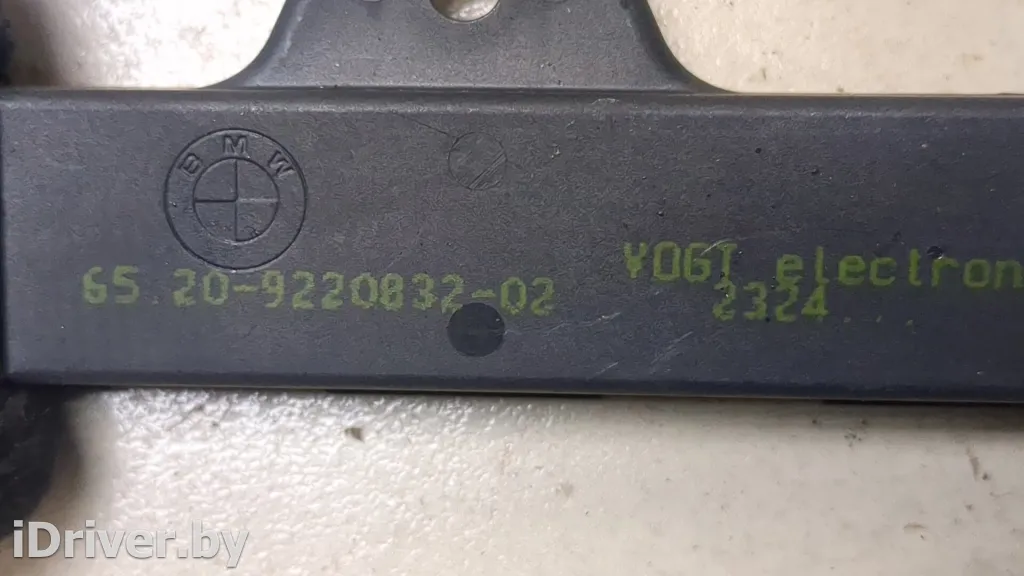 BMW
65.20-9220832-02
VOGT electron
2324...
iDriver.by